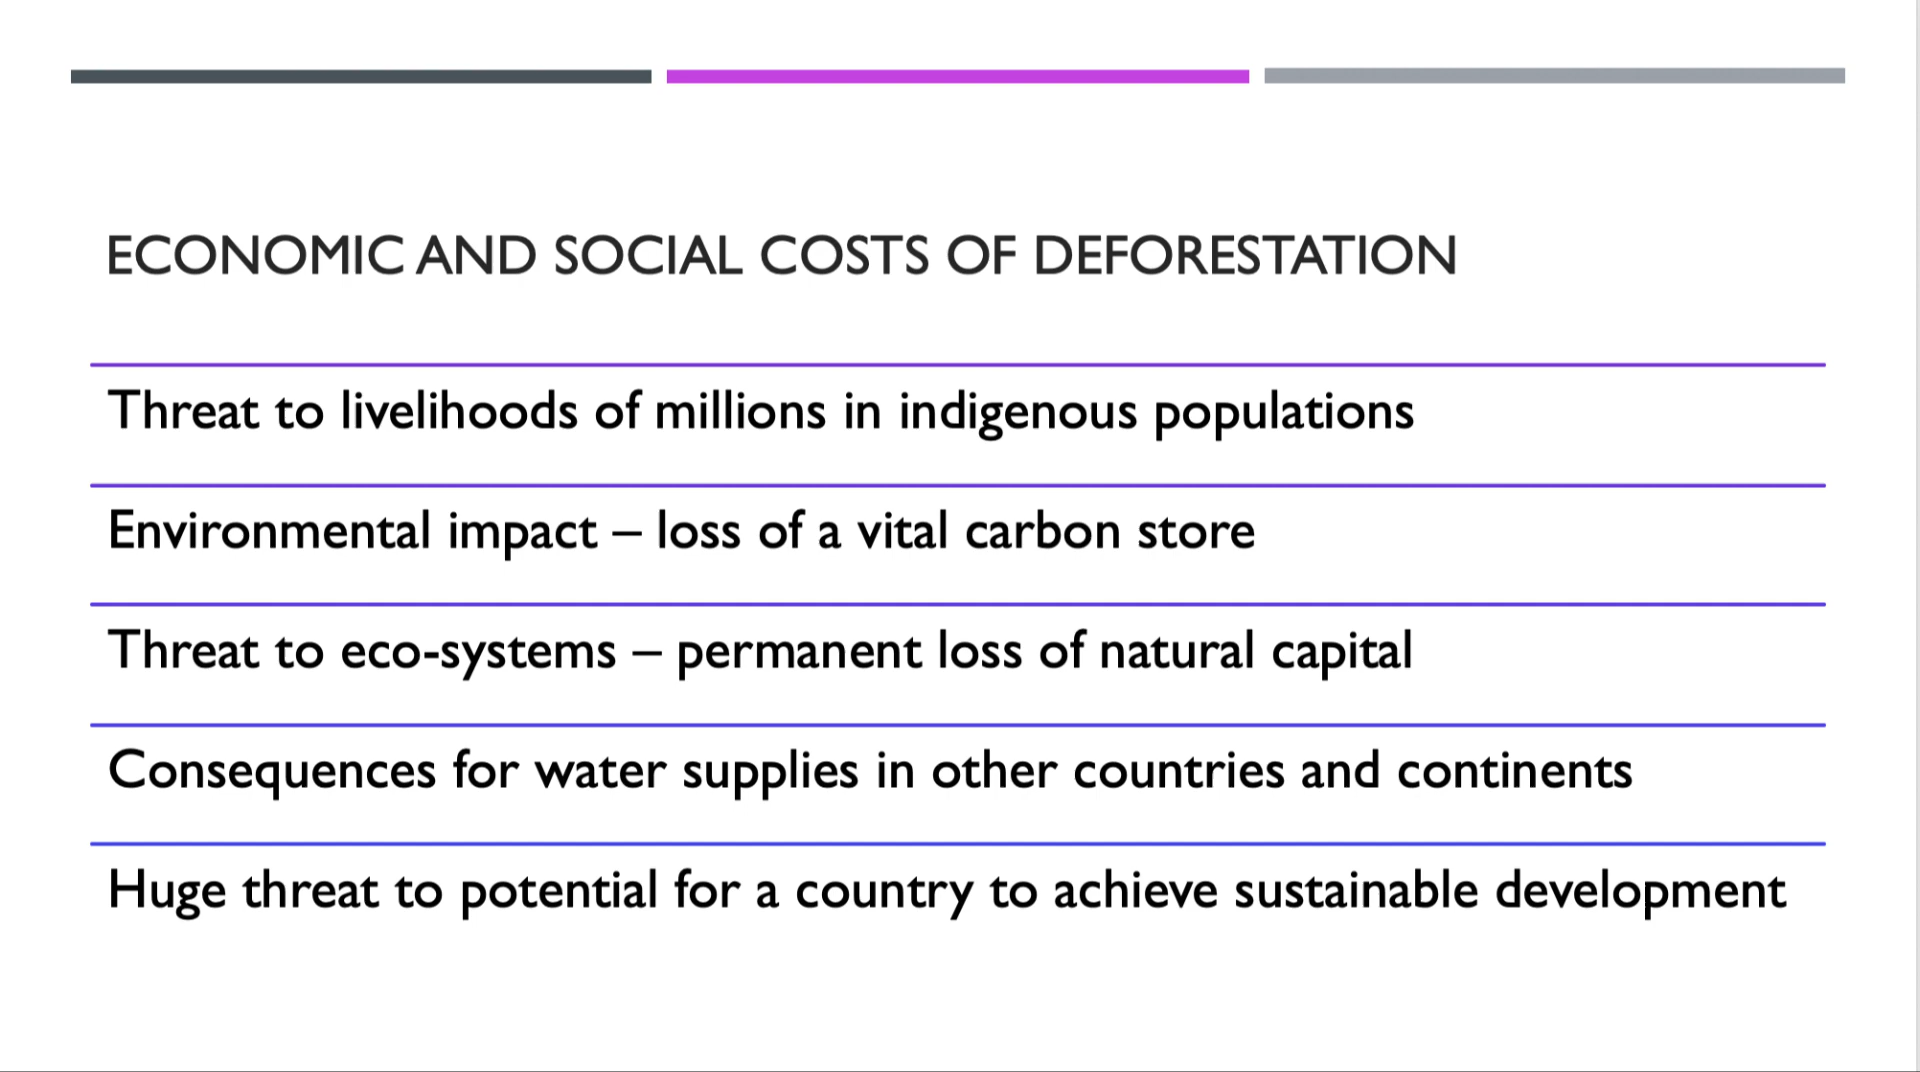 ECONOMIC AND SOCIAL COSTS OF DEFORESTATION
Threat to livelihoods of millions in indigenous populations
Environmental impact – loss of a vital carbon store
Threat to eco-systems – permanent loss of natural capital
Consequences for water supplies in other countries and continents
Huge threat to potential for a country to achieve sustainable development